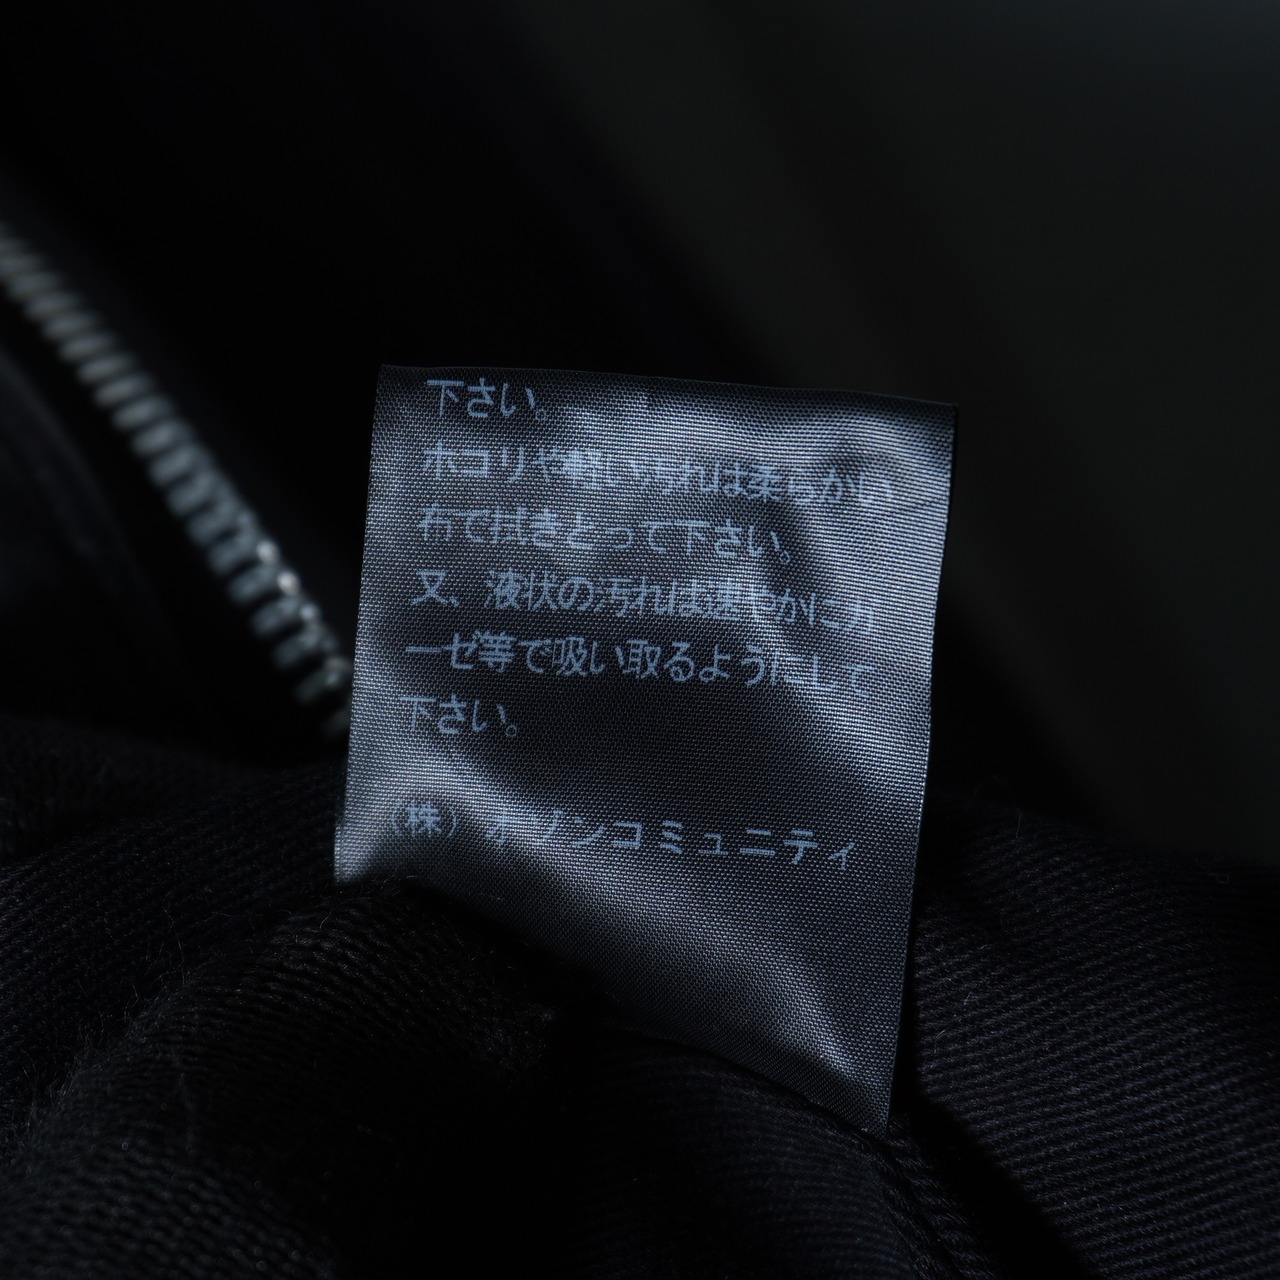 下さい。
ホコリや軽い汚れは柔らかい
布で拭きとって下さい。
又、液状の汚れは速やかにガ
ーゼ等で吸い取るようにして
下さい。
(株) オゾンコミュニティ